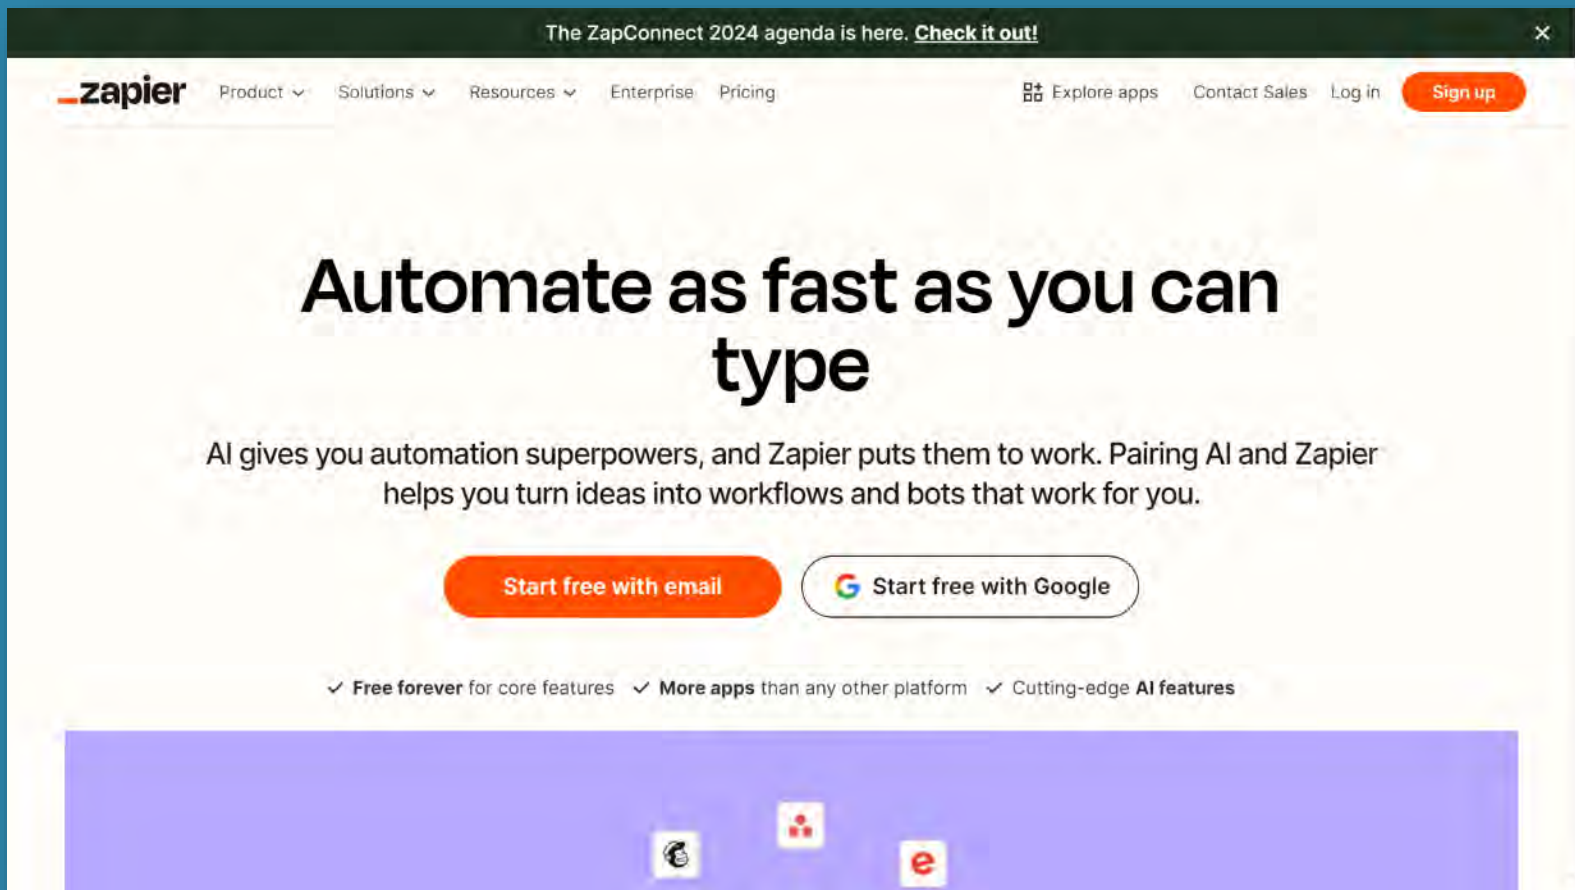 The ZapConnect 2024 agenda is here. Check it out!
zapier Product Solutions Resources Enterprise Pricing Explore apps Contact Sales Log in Sign up
Automate as fast as you can
type
AI gives you automation superpowers, and Zapier puts them to work. Pairing AI and Zapier
helps you turn ideas into workflows and bots that work for you.
Start free with email Start free with Google
Free forever for core features More apps than any other platform Cutting-edge AI features